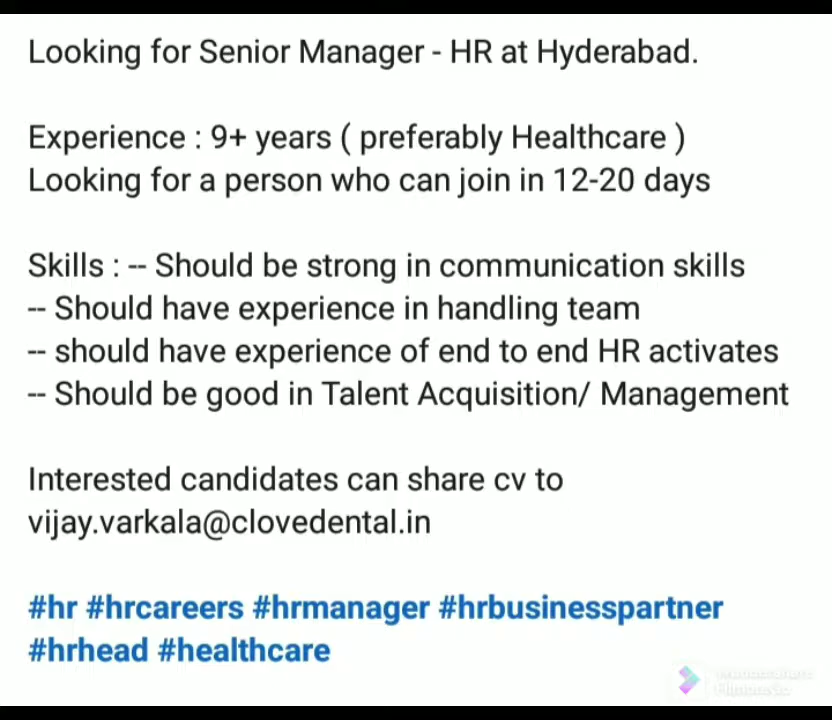 Looking for Senior Manager - HR at Hyderabad.
Experience : 9+ years ( preferably Healthcare )
Looking for a person who can join in 12-20 days
Skills : -- Should be strong in communication skills
-- Should have experience in handling team
-- should have experience of end to end HR activates
-- Should be good in Talent Acquisition/ Management
Interested candidates can share cv to
vijay.varkala@clovedental.in
#hr #hrcareers #hrmanager #hrbusinesspartner
#hrhead #healthcare